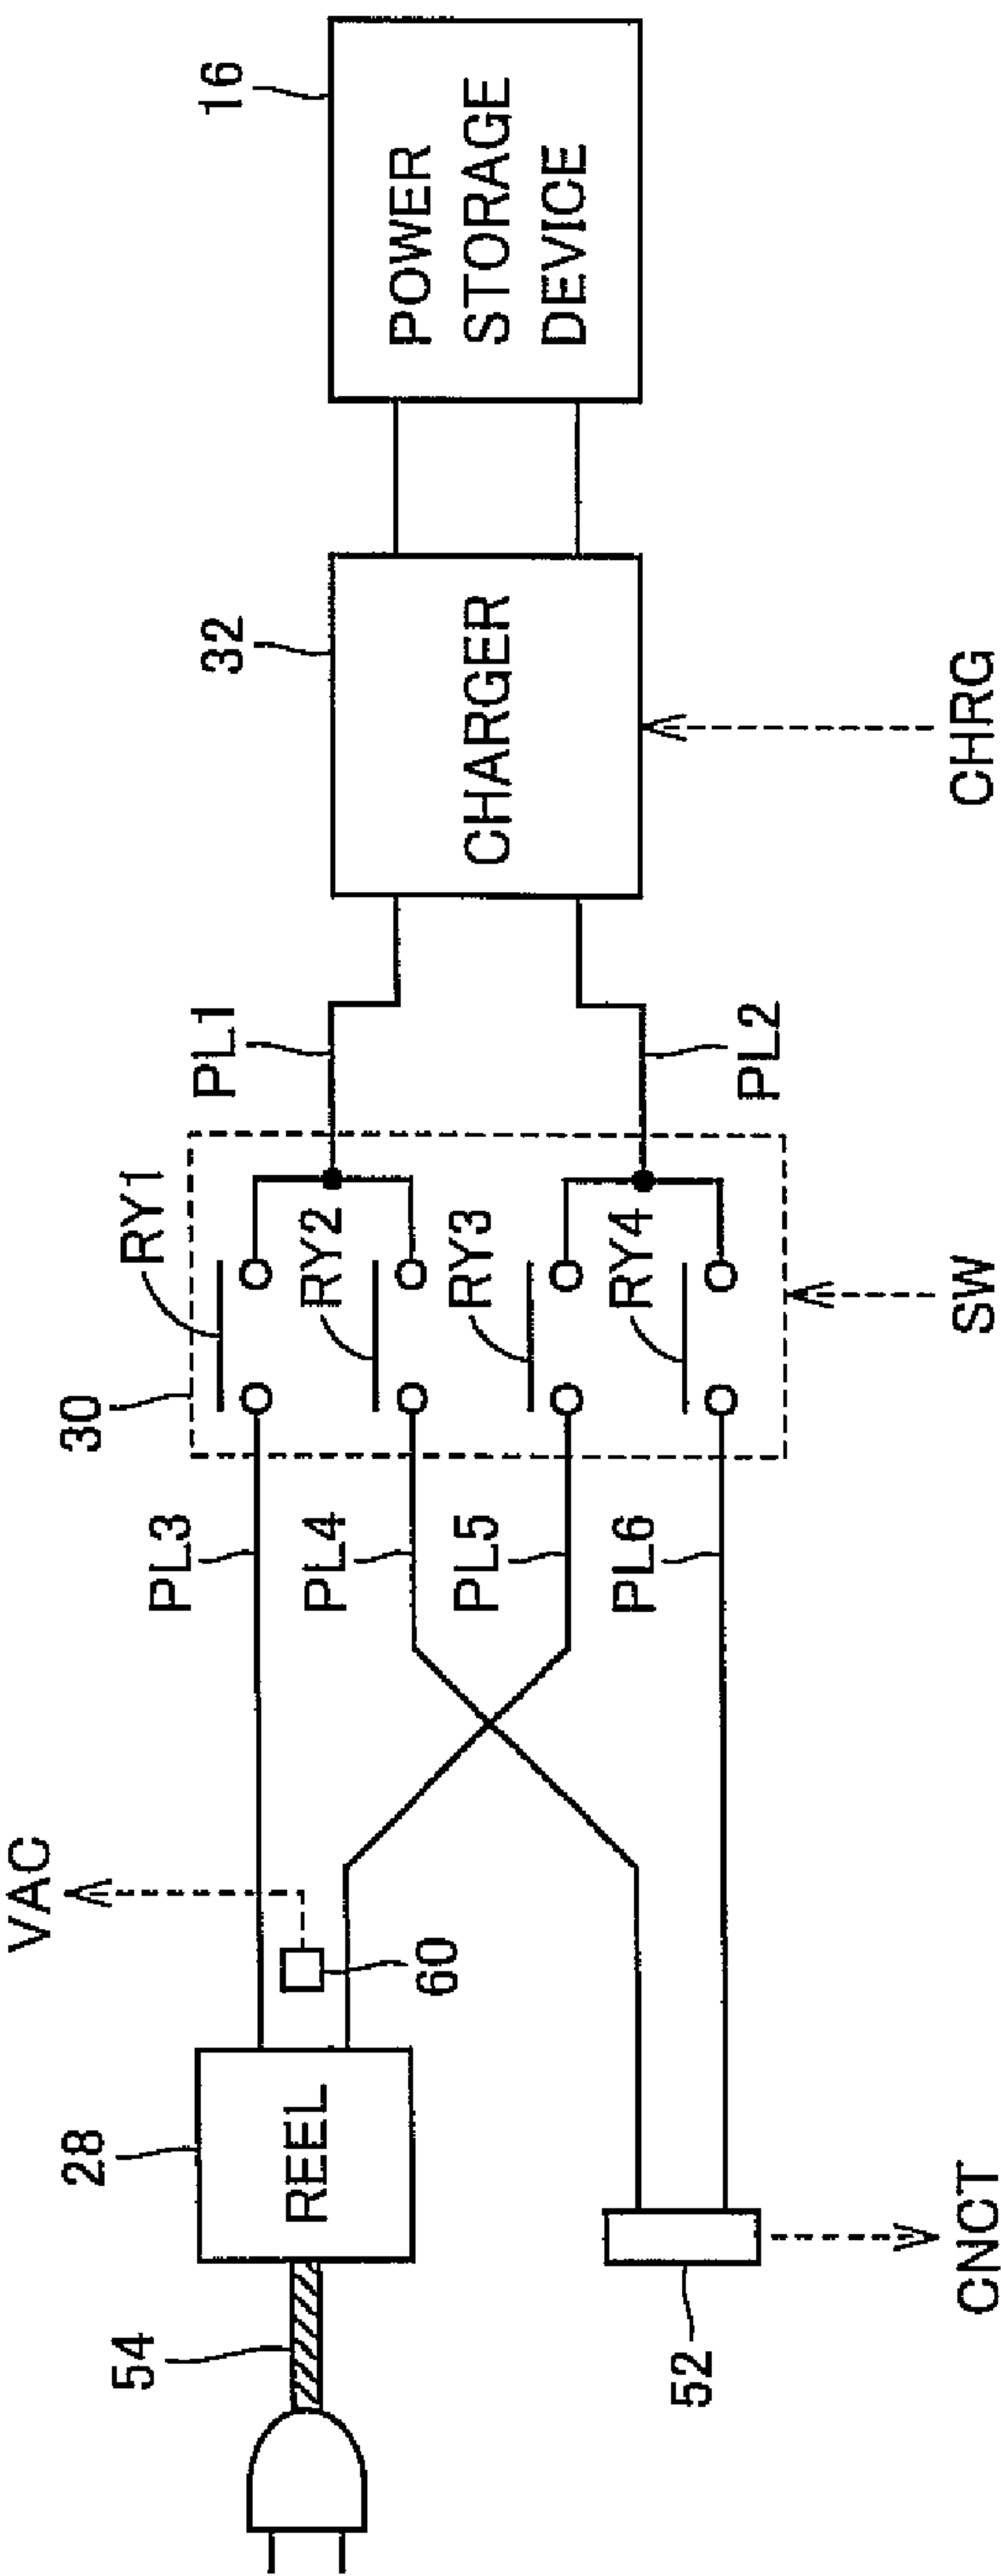 54
28
REEL
VAC
60
52
CNCT
PL3
PL4
PL5
PL6
30
RY1
RY2
RY3
RY4
SW
PL1
PL2
32
CHARGER
CHRG
16
POWER
STORAGE
DEVICE